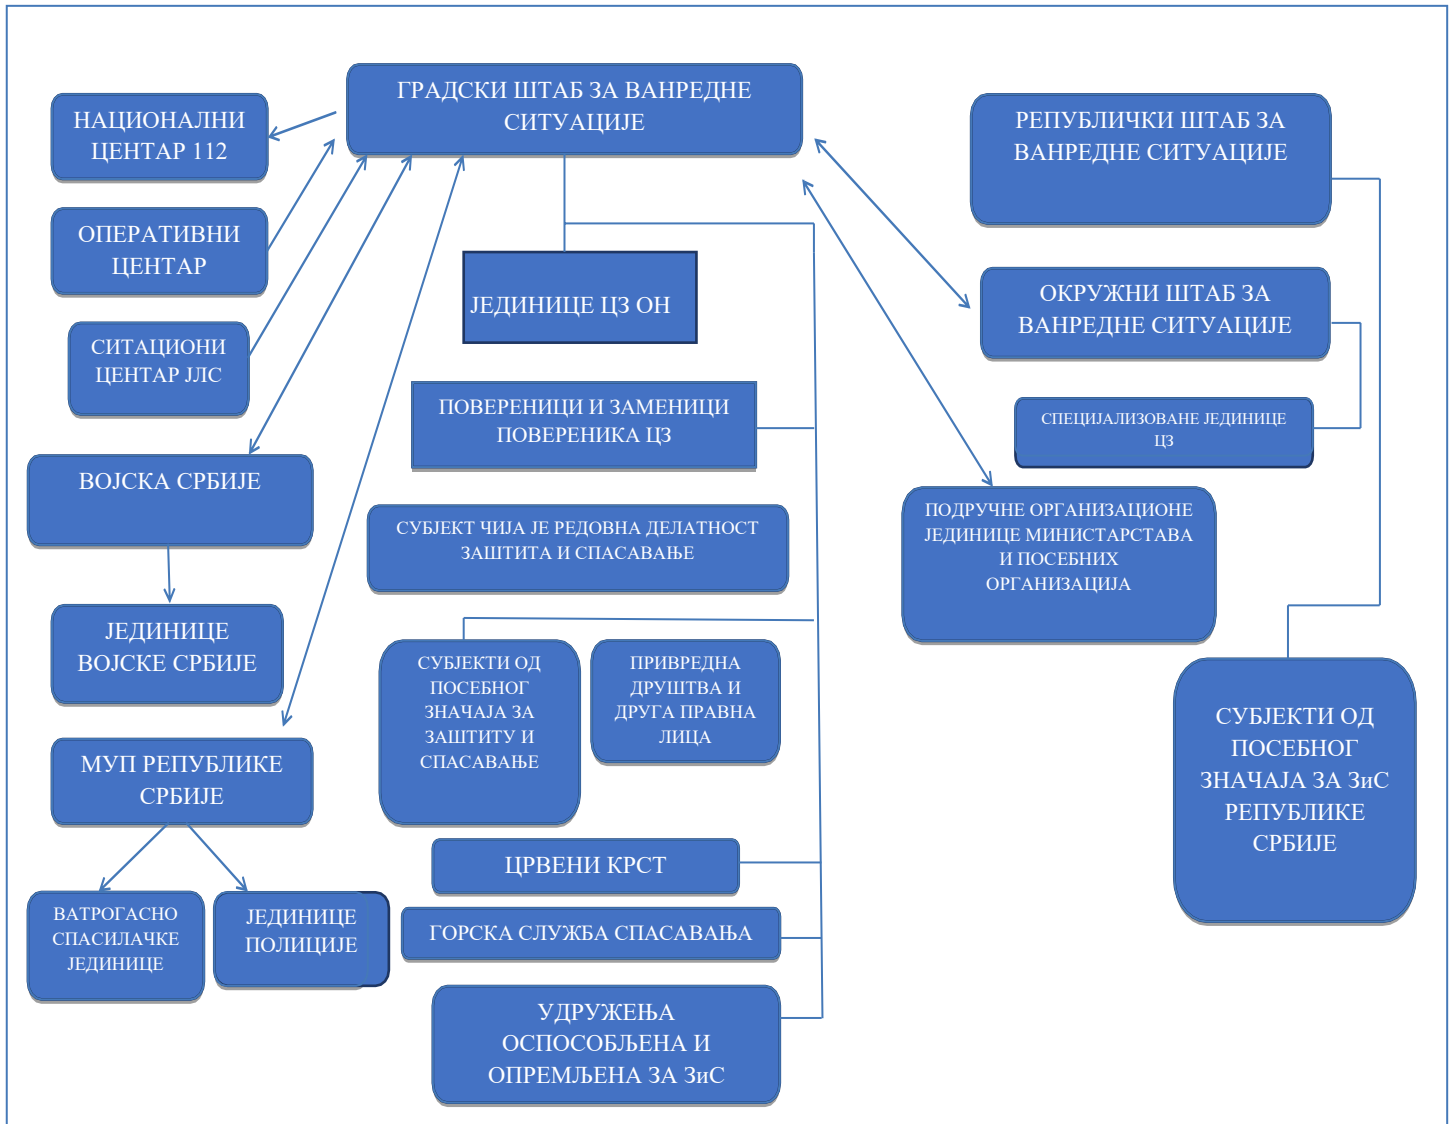 ГРАДСКИ ШТАБ ЗА ВАНРЕДНЕ
СИТУАЦИЈЕ
НАЦИОНАЛНИ
ЦЕНТАР 112
РЕПУБЛИЧКИ ШТАБ ЗА
ВАНРЕДНЕ СИТУАЦИЈЕ
ОПЕРАТИВНИ
ЦЕНТАР
ЈЕДИНИЦЕ ЦЗ ОН
ОКРУЖНИ ШТАБ ЗА
ВАНРЕДНЕ СИТУАЦИЈЕ
СИТАЦИОНИ
ЦЕНТАР ЈЛС
ПОВЕРЕНИЦИ И ЗАМЕНИЦИ
ПОВЕРЕНИКА ЦЗ
СПЕЦИЈАЛИЗОВАНЕ ЈЕДИНИЦЕ
ЦЗ
ВОЈСКА СРБИЈЕ
СУБЈЕКТ ЧИЈА ЈЕ РЕДОВНА ДЕЛАТНОСТ
ЗАШТИТА И СПАСАВАЊЕ
ПОДРУЧНЕ ОРГАНИЗАЦИОНЕ
ЈЕДИНИЦЕ МИНИСТАРСТАВА
И ПОСЕБНИХ
ОРГАНИЗАЦИЈА
ЈЕДИНИЦЕ
ВОЈСКЕ СРБИЈЕ
СУБЈЕКТИ ОД
ПОСЕБНОГ
ЗНАЧАЈА ЗА
ЗАШТИТУ И
СПАСАВАЊЕ
ПРИВРЕДНА
ДРУШТВА И
ДРУГА ПРАВНА
ЛИЦА
СУБЈЕКТИ ОД
ПОСЕБНОГ
ЗНАЧАЈА ЗА ЗиС
РЕПУБЛИКЕ
СРБИЈЕ
МУП РЕПУБЛИКЕ
СРБИЈЕ
ЦРВЕНИ КРСТ
ВАТРОГАСНО
СПАСИЛАЧКЕ
ЈЕДИНИЦЕ
ЈЕДИНИЦЕ
ПОЛИЦИЈЕ
ГОРСКА СЛУЖБА СПАСАВАЊА
УДРУЖЕЊА
ОСПОСОБЉЕНА И
ОПРЕМЉЕНА ЗА ЗиС